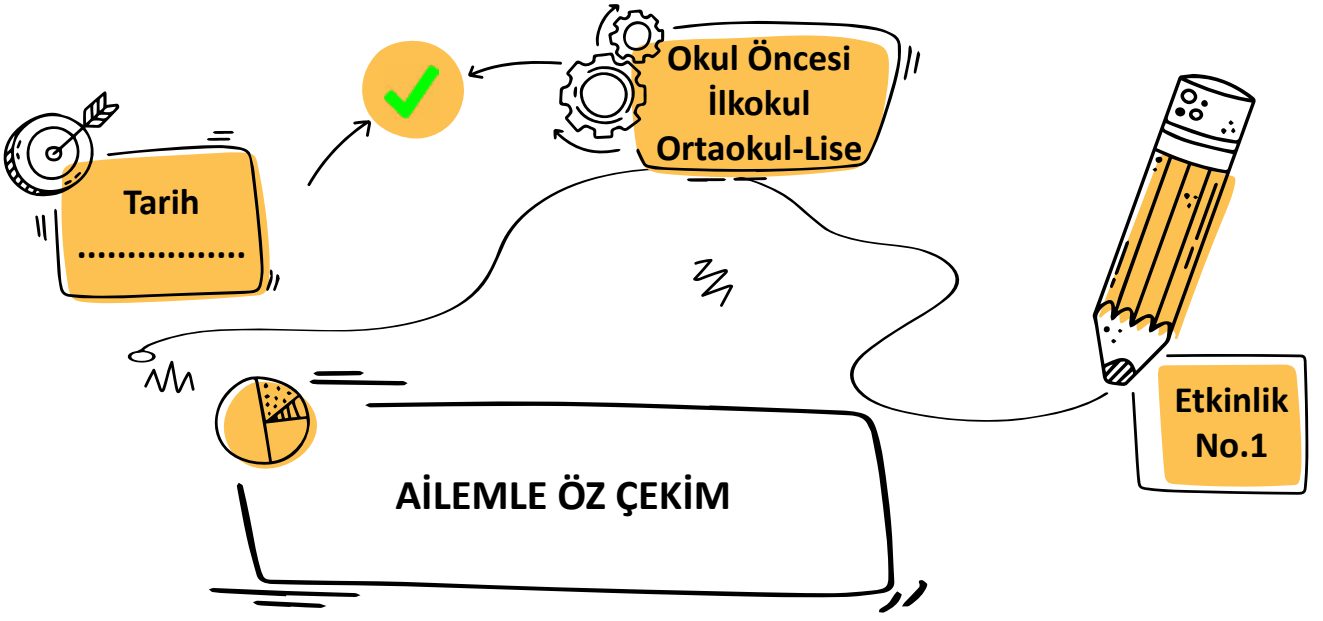 Okul Öncesi
İlkokul
Ortaokul-Lise
Tarih
.................
Etkinlik
No.1
AİLEMLE ÖZ ÇEKİM